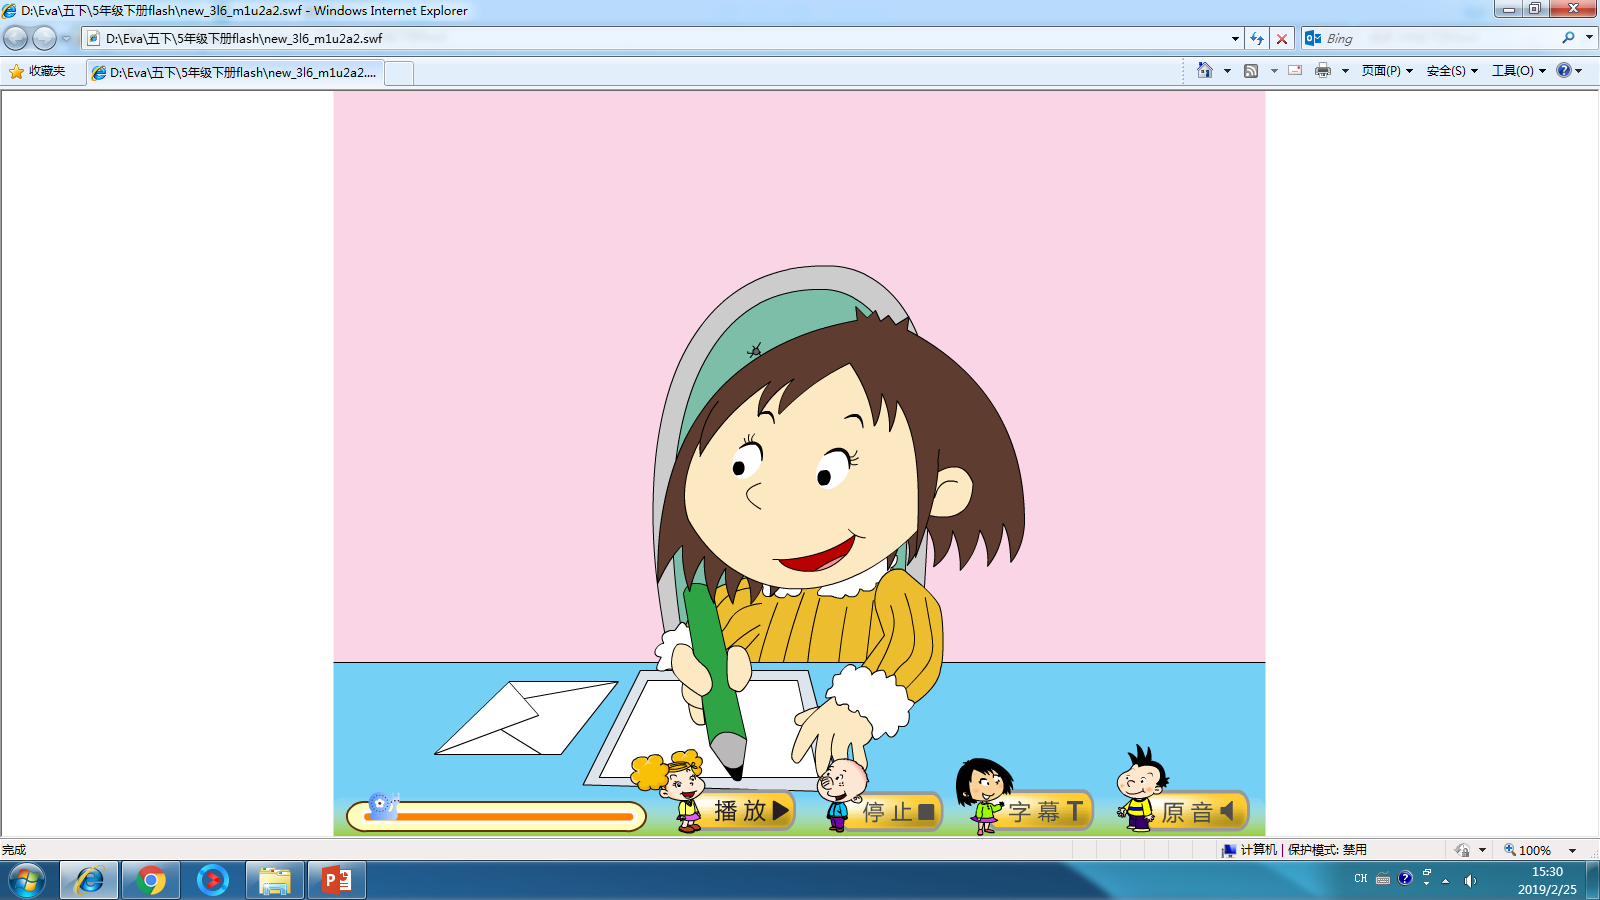 D:\Eva\五下\5年级下册flash\new_3l6_m1u2a2.swf - Windows Internet Explorer
D:\Eva\五下\5年级下册flash\new_3l6_m1u2a2.swf
Bing
收藏夹
D:\Eva\五下\5年级下册flash\new_3l6_m1u2a2....
页面(P)
安全(S)
工具(O)
播放
停止
字幕T
原音
完成
计算机 | 保护模式: 禁用
100%
CH
15:30
2019/2/25